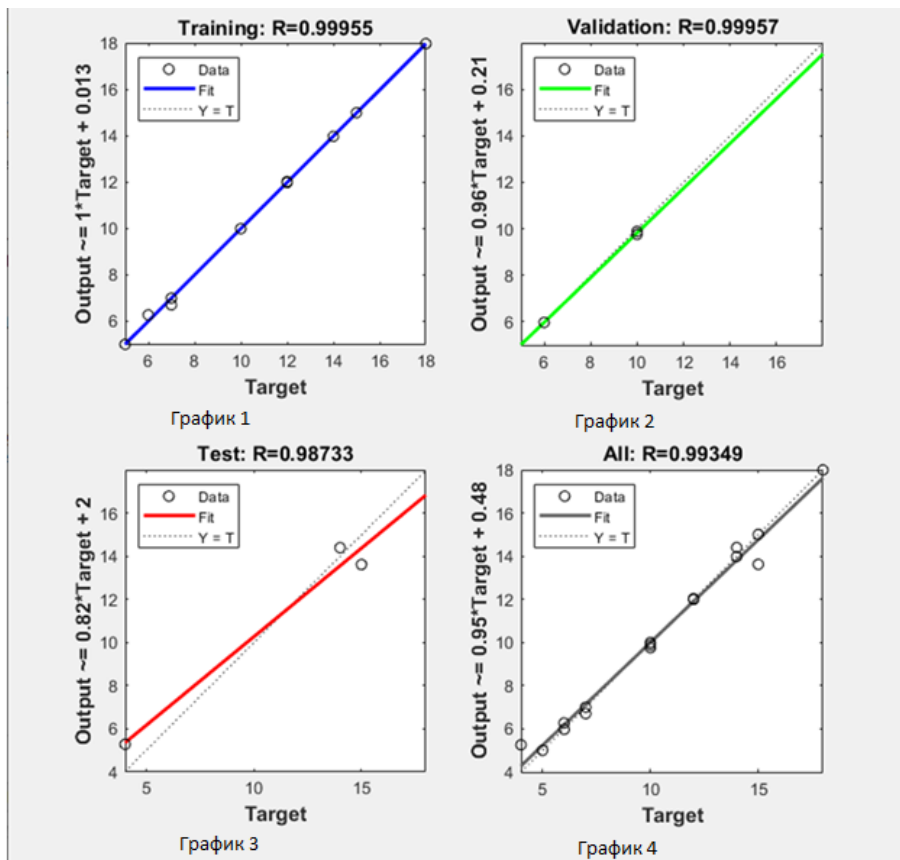 Training: R=0.99955
Output ~= 1*Target + 0.013
18
16
14
12
10
8
6
Data
Fit
Y = T
6 8 10 12 14 16 18
Target
График 1
Validation: R=0.99957
Output ~= 0.96*Target + 0.21
16
14
12
10
8
6
Data
Fit
Y = T
6 8 10 12 14 16
Target
График 2
Test: R=0.98733
Output ~= 0.82*Target + 2
16
14
12
10
8
6
4
Data
Fit
Y = T
5 10 15
Target
График 3
All: R=0.99349
Output ~= 0.95*Target + 0.48
18
16
14
12
10
8
6
4
Data
Fit
Y = T
5 10 15
Target
График 4